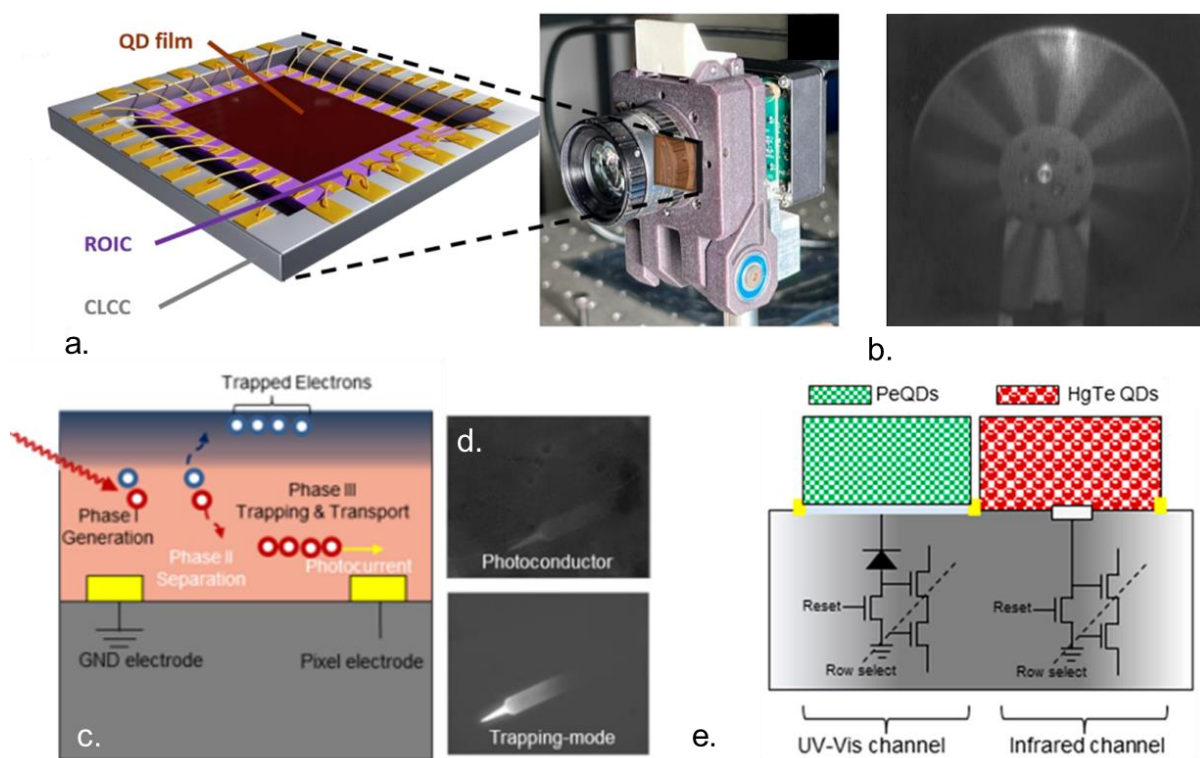 QD film
ROIC
CLCC
a.
b.
Trapped Electrons
Phase I
Generation
Phase II
Separation
Phase III
Trapping & Transport
Photocurrent
GND electrode
Pixel electrode
c.
d.
Photoconductor
Trapping-mode
PeQDs
HgTe QDs
Reset
Row select
Reset
Row select
e.
UV-Vis channel
Infrared channel